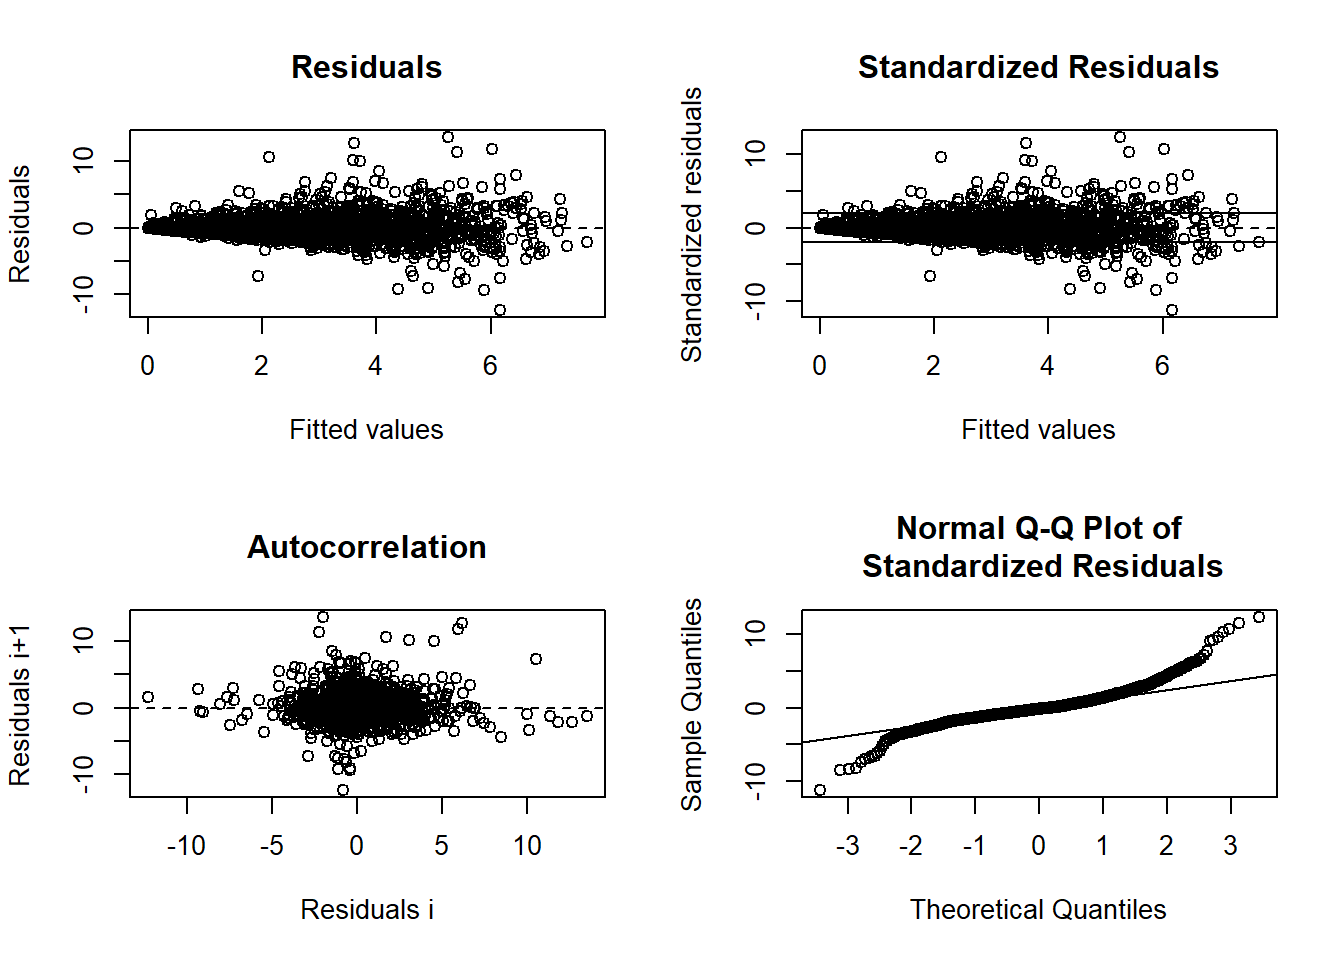 Residuals
Residuals
10
0
-10
0 2 4 6
Fitted values
Standardized Residuals
Standardized residuals
10
0
-10
0 2 4 6
Fitted values
Autocorrelation
Residuals i+1
10
0
-10
-10 -5 0 5 10
Residuals i
Normal Q-Q Plot of
Standardized Residuals
Sample Quantiles
10
0
-10
-3 -2 -1 0 1 2 3
Theoretical Quantiles